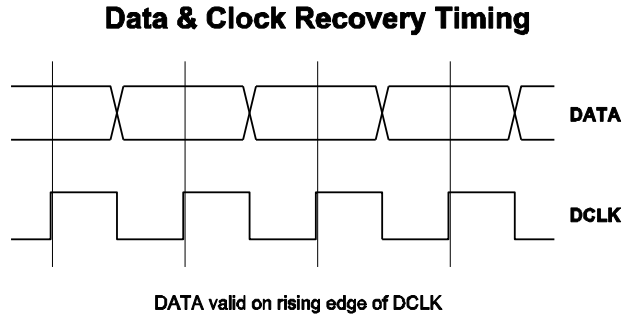 Data & Clock Recovery Timing
DATA
DCLK
DATA valid on rising edge of DCLK